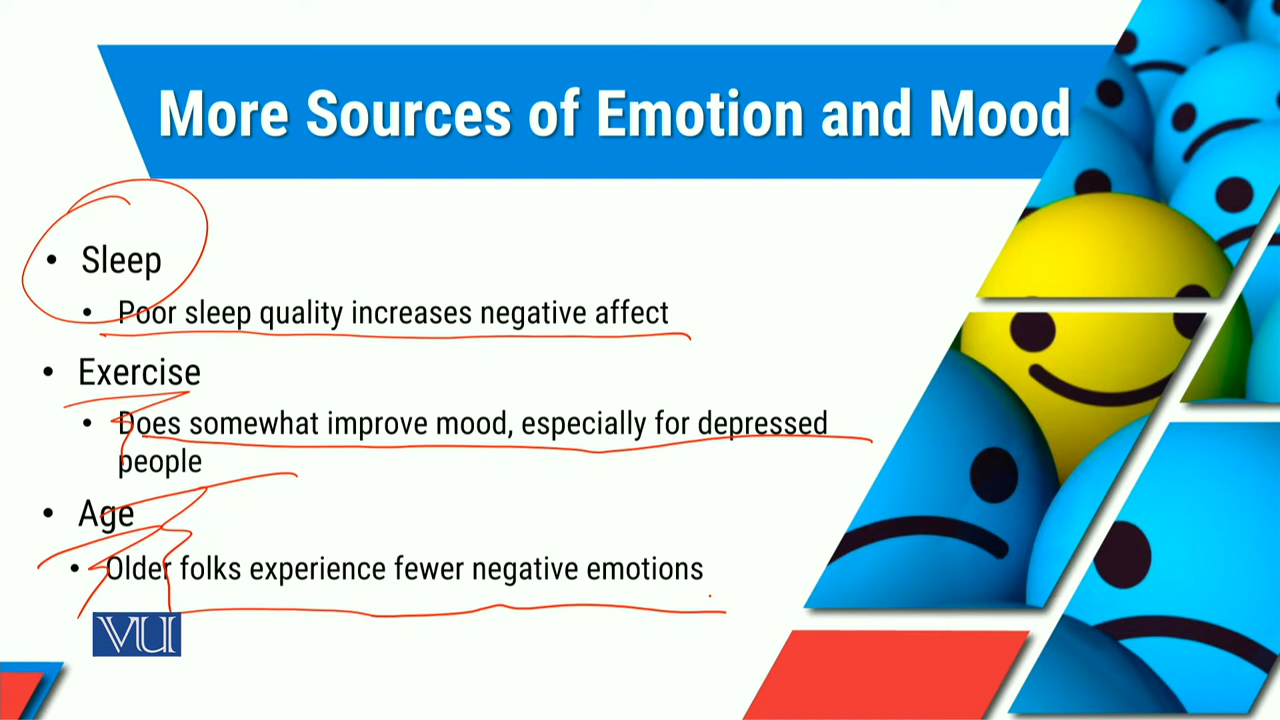 More Sources of Emotion and Mood
• Sleep
• Poor sleep quality increases negative affect
• Exercise
• Does somewhat improve mood, especially for depressed
people
• Age
• Older folks experience fewer negative emotions
VU